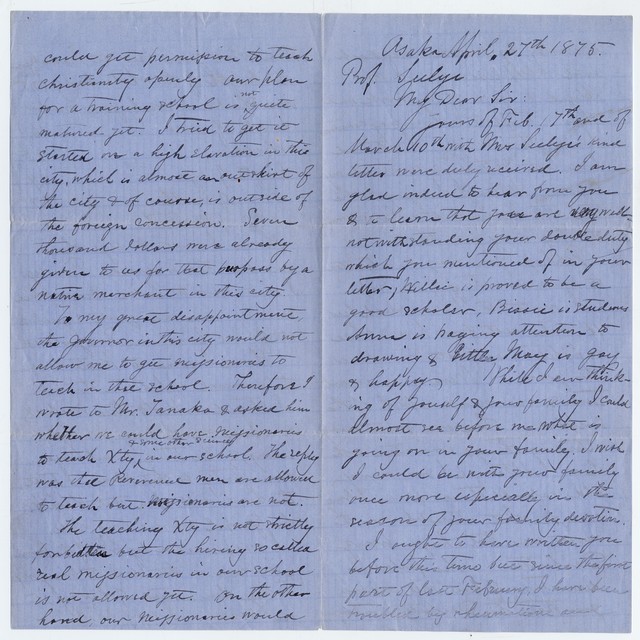 Osaka April, 27th 1875.
Prof. Seelye
My Dear Sir:
yours of Feb. 17th and of
March 10th with Mrs Seelye's kind
letter were duly received. I am
glad indeed to hear from you
& to learn that you are very well
notwithstanding your double duty
which you mentioned of in your
letter, Willie is proved to be a
good scholar, Bessie is studious
Anna is paying attention to
drawing & Little May is gay
& happy. While I am think-
ing of yourself & your family I could
almost see before me what is
going on in your family, I wish
I could be with your family
once more especially in the
season of your family devotion.
I ought to have written you
before this time but since the first
part of last February, I have been
troubled by rheumatism and
could get permission to teach
christianity openly our plan
for a training school is not quite
matured yet. I tried to get it
started on a high elavation in this
city, which is almost an outskirt of
the city & of course, is outside of
the foreign concession. Seven
thousand dollars were already
given to us for that purpose by a
native merchant in this city.
To my great disappointment
the governor in this city would not
allow me to get missionaries to
teach in that school. Therefore I
wrote to Mr. Tanaka & asked him
whether we could have missionaries
to teach Xty & some other sciences in our school. The reply
was that Reverened men are allowed
to teach but Missionaries are not.
The teaching Xty is not strictly
forbidden but the hiring so called
real missionaries in our school
is not allowed yet. On the other
hand, our Missionaries would